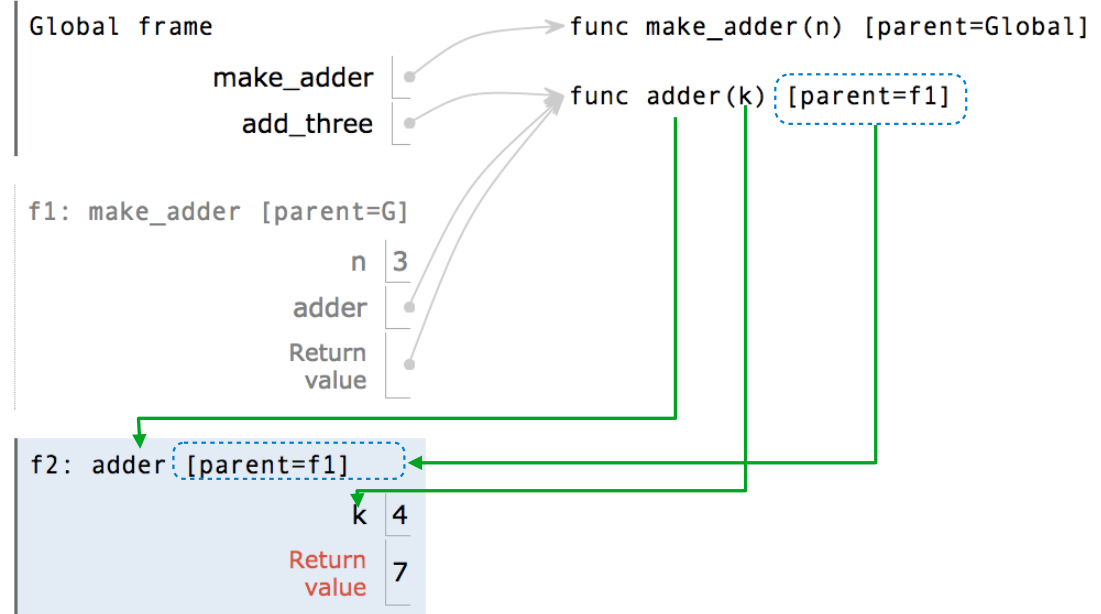 Global frame
func make_adder(n) [parent=Global]
make_adder
func adder(k) [parent=f1]
add_three
f1: make_adder [parent=G]
n 3
adder
Return
value
f2: adder [parent=f1]
k 4
Return
value 7